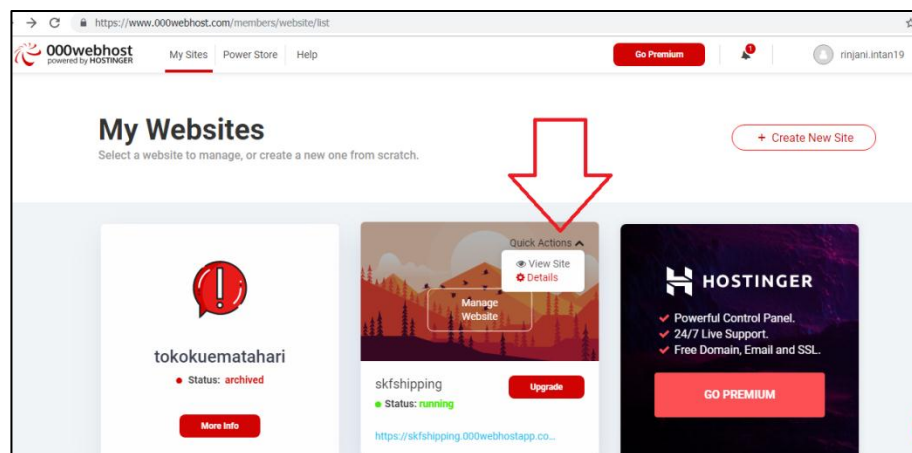 https://www.000webhost.com/members/website/list
000webhost
powered by HOSTINGER
My Sites
Power Store
Help
Go Premium
1
rinjani.intan19
My Websites
Select a website to manage, or create a new one from scratch.
+ Create New Site
tokokuematahari
Status: archived
More Info
Quick Actions
View Site
Details
Manage
Website
skfshipping
Upgrade
Status: running
https://skfshipping.000webhostapp.co...
HOSTINGER
Powerful Control Panel.
24/7 Live Support.
Free Domain, Email and SSL.
GO PREMIUM